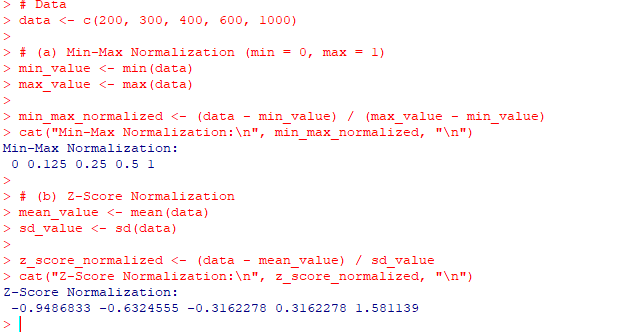 > # Data
> data <- c(200, 300, 400, 600, 1000)
>
> # (a) Min-Max Normalization (min = 0, max = 1)
> min_value <- min(data)
> max_value <- max(data)
>
> min_max_normalized <- (data - min_value) / (max_value - min_value)
> cat("Min-Max Normalization:\n", min_max_normalized, "\n")
Min-Max Normalization:
 0 0.125 0.25 0.5 1
>
> # (b) Z-Score Normalization
> mean_value <- mean(data)
> sd_value <- sd(data)
>
> z_score_normalized <- (data - mean_value) / sd_value
> cat("Z-Score Normalization:\n", z_score_normalized, "\n")
Z-Score Normalization:
 -0.9486833 -0.6324555 -0.3162278 0.3162278 1.581139
>